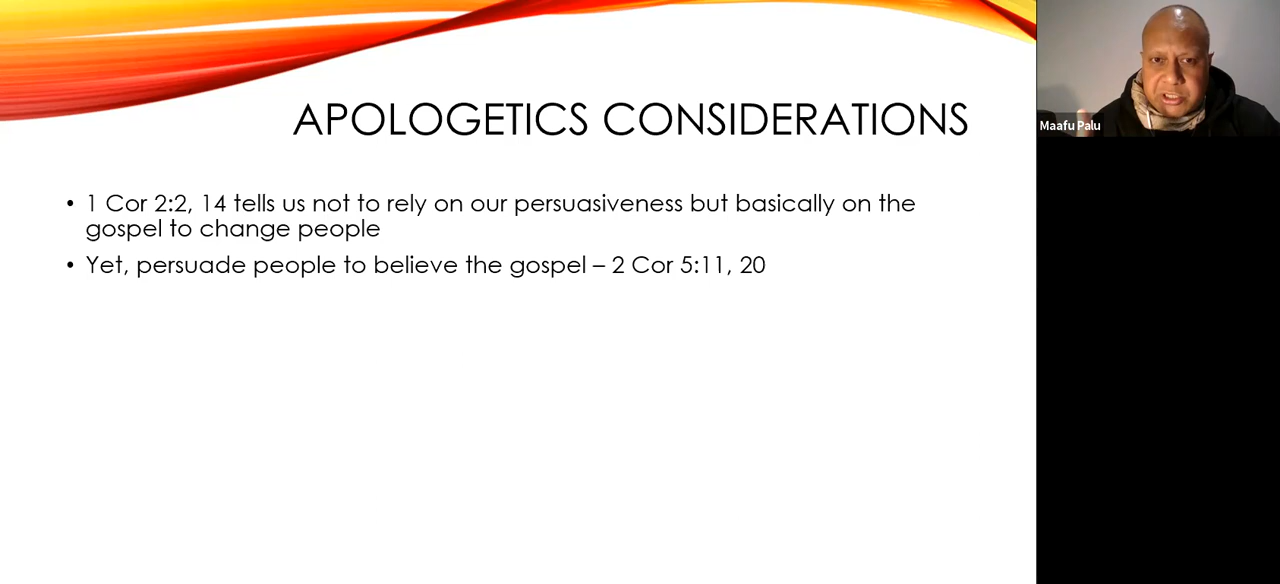 APOLOGETICS CONSIDERATIONS
• 1 Cor 2:2, 14 tells us not to rely on our persuasiveness but basically on the
gospel to change people
• Yet, persuade people to believe the gospel – 2 Cor 5:11, 20
Maafu Palu